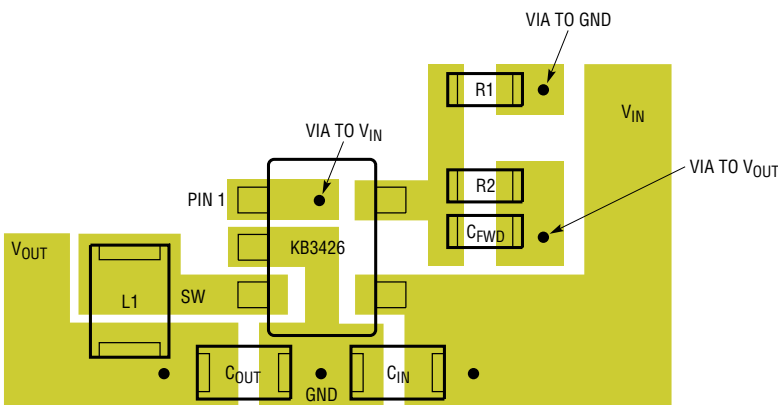 VIA TO GND
R1
VIN
VIA TO VIN
VIA TO VOUT
PIN 1
R2
CFWD
VOUT
KB3426
L1
SW
COUT
GND
CIN